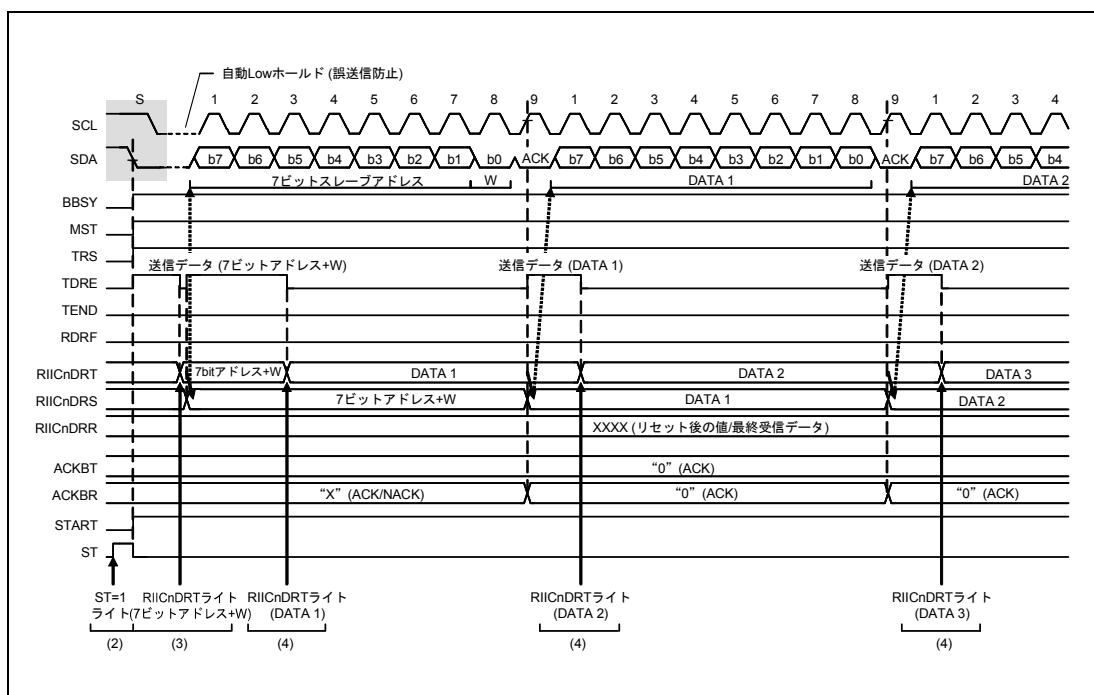 自動Lowホールド (誤送信防止)
S 1 2 3 4 5 6 7 8 9 1 2 3 4 5 6 7 8 9 1 2 3 4
SCL
SDA b7 b6 b5 b4 b3 b2 b1 b0 ACK b7 b6 b5 b4 b3 b2 b1 b0 ACK b7 b6 b5 b4
7ビットスレーブアドレス W DATA 1 DATA 2
BBSY
MST
TRS
送信データ (7ビットアドレス+W) 送信データ (DATA 1) 送信データ (DATA 2)
TDRE
TEND
RDRF
RIICnDRT 7bitアドレス+W DATA 1 DATA 2 DATA 3
RIICnDRS 7ビットアドレス+W DATA 1 DATA 2
RIICnDRR XXXX (リセット後の値/最終受信データ)
ACKBT “0” (ACK)
ACKBR “X” (ACK/NACK) “0” (ACK) “0” (ACK)
START
ST
ST=1 RIICnDRTライト RIICnDRTライト RIICnDRTライト RIICnDRTライト
ライト (7ビットアドレス+W) (DATA 1) (DATA 2) (DATA 3)
(2) (3) (4) (4) (4)